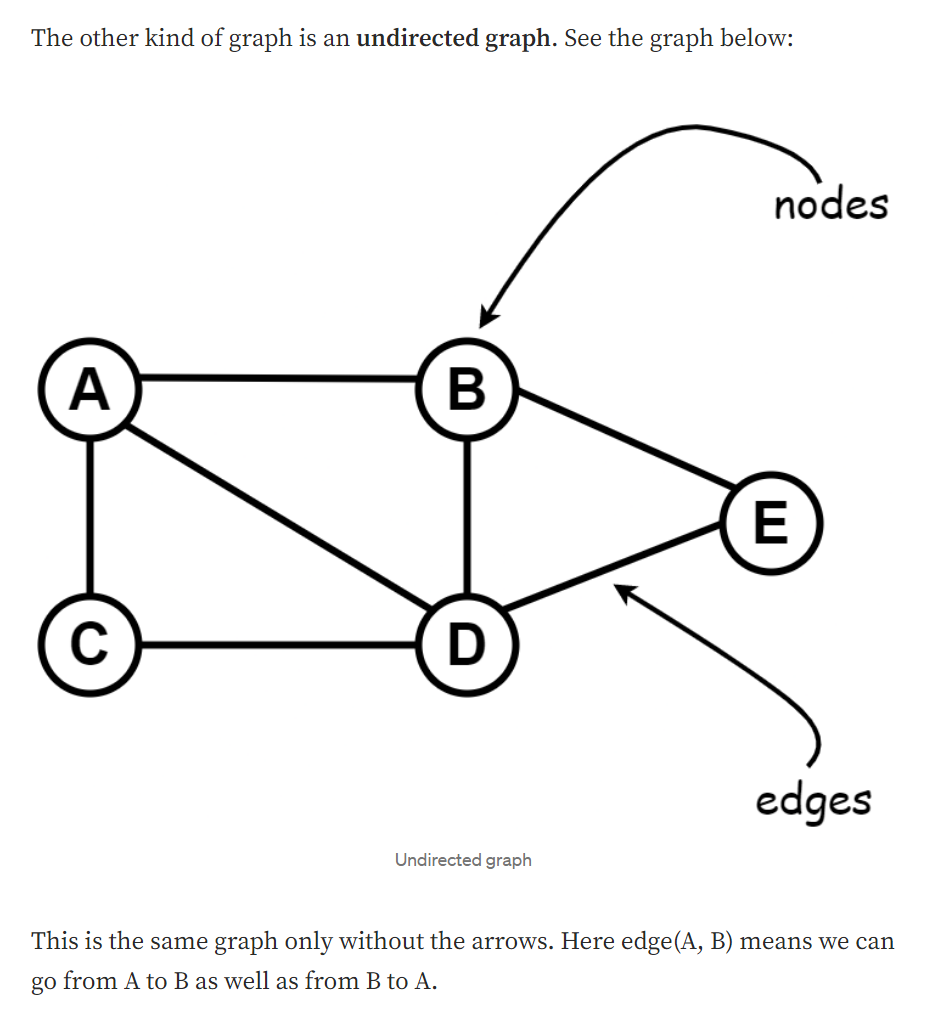 The other kind of graph is an undirected graph. See the graph below:
nodes
A
B
E
C
D
edges
Undirected graph
This is the same graph only without the arrows. Here edge(A, B) means we can
go from A to B as well as from B to A.